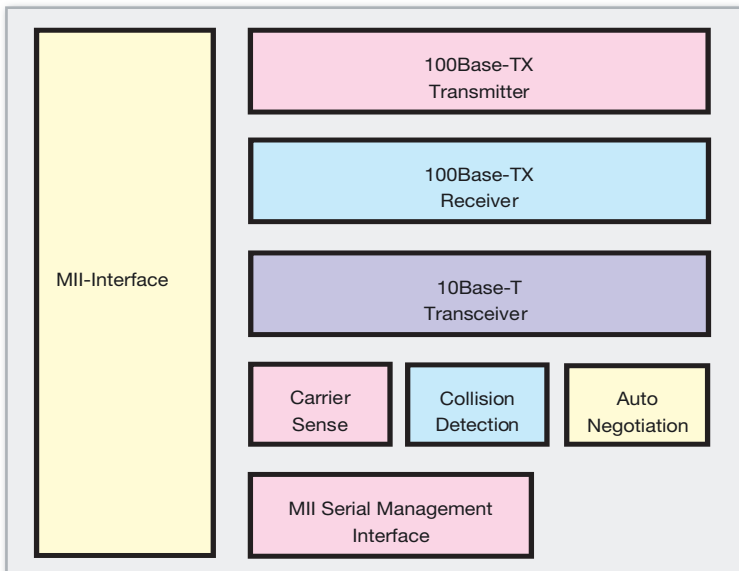 MII-Interface
100Base-TX
Transmitter
100Base-TX
Receiver
10Base-T
Transceiver
Carrier
Sense
Collision
Detection
Auto
Negotiation
MII Serial Management
Interface